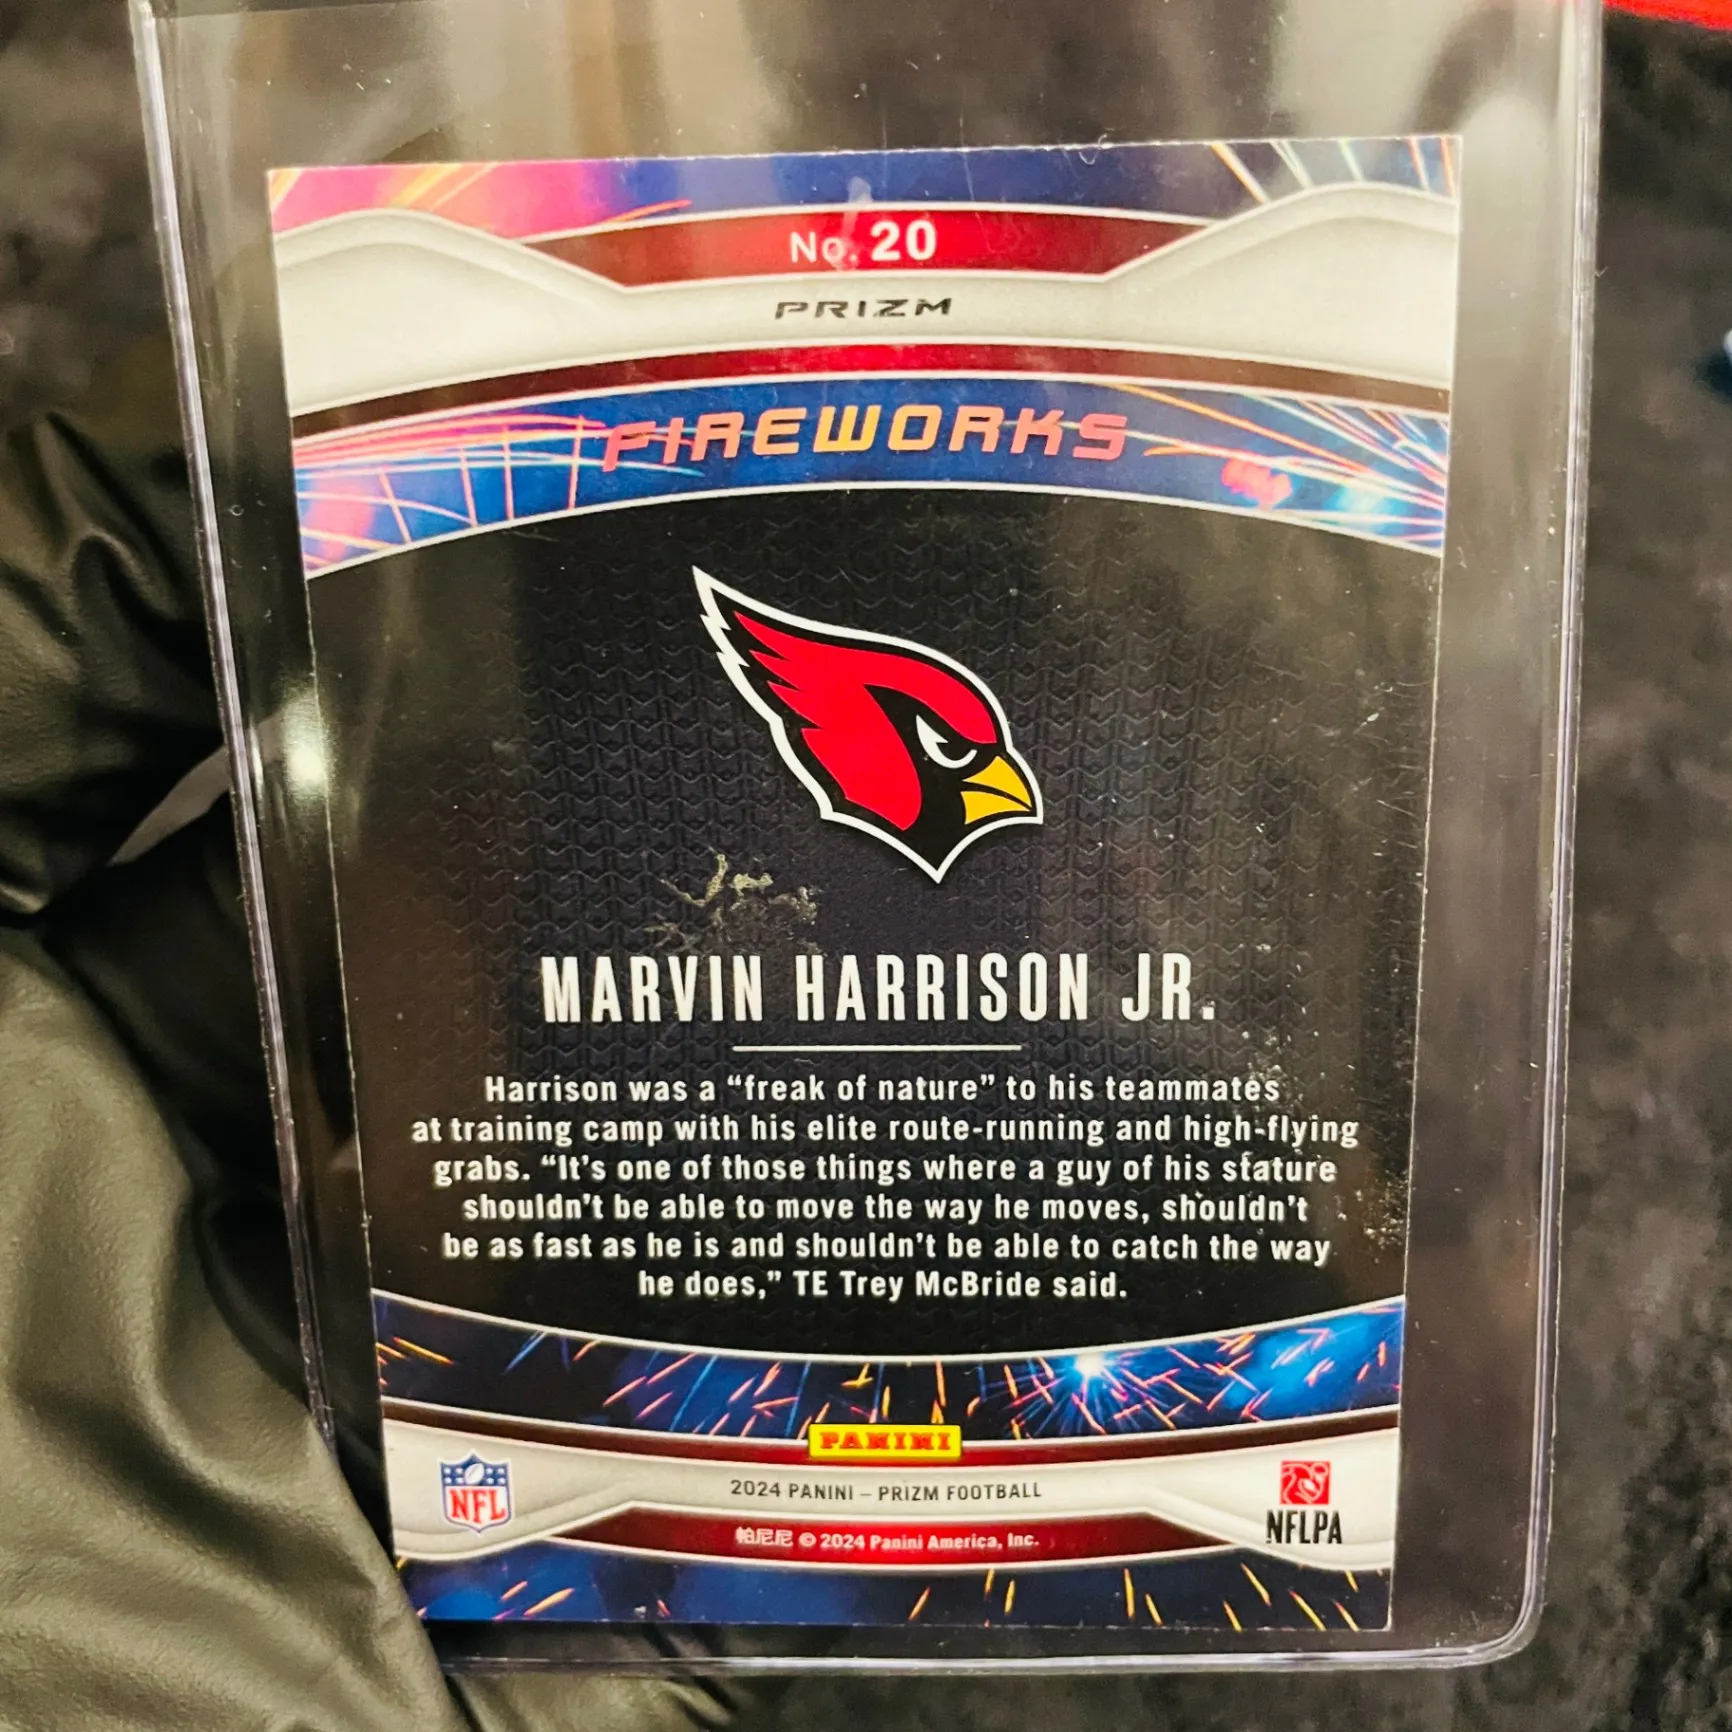 No. 20
PRIZM
FIREWORKS
MARVIN HARRISON JR.
Harrison was a “freak of nature” to his teammates
at training camp with his elite route-running and high-flying
grabs. “It’s one of those things where a guy of his stature
shouldn’t be able to move the way he moves, shouldn’t
be as fast as he is and shouldn’t be able to catch the way
he does,” TE Trey McBride said.
PANINI
2024 PANINI – PRIZM FOOTBALL
NFL
NFLPA
帕尼尼 © 2024 Panini America, Inc.